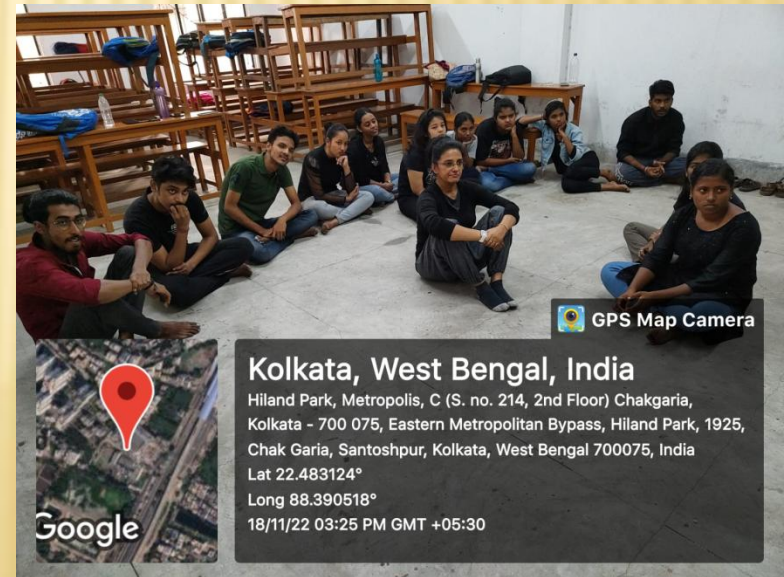 GPS Map Camera
Kolkata, West Bengal, India
Hiland Park, Metropolis, C (S. no. 214, 2nd Floor) Chakgaria,
Kolkata - 700 075, Eastern Metropolitan Bypass, Hiland Park, 1925,
Chak Garia, Santoshpur, Kolkata, West Bengal 700075, India
Lat 22.483124°
Long 88.390518°
18/11/22 03:25 PM GMT +05:30
Google